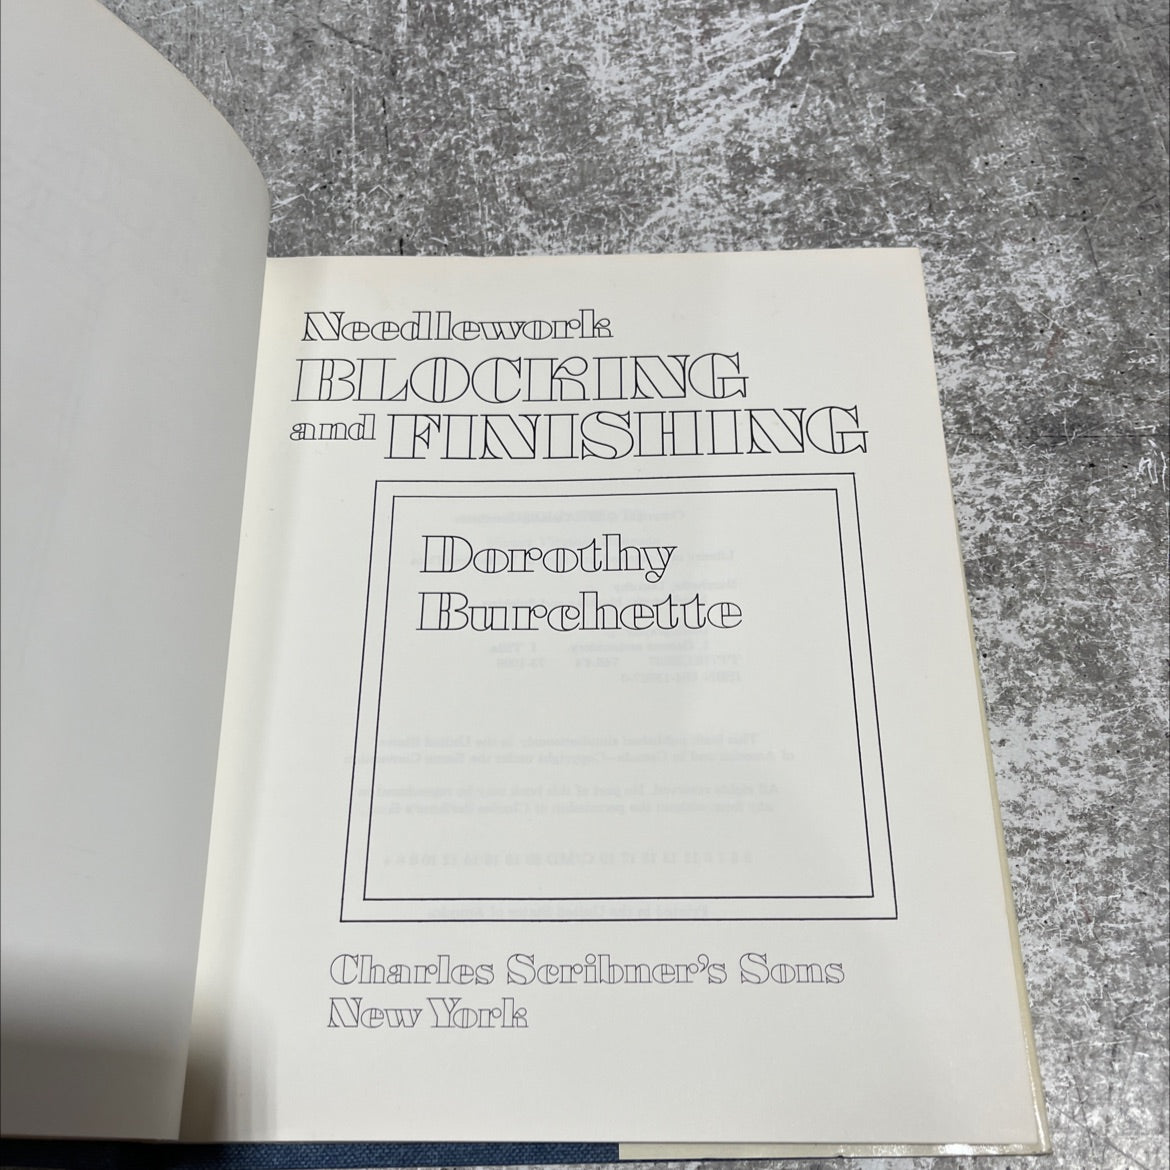 Needlework
BLOCKING
and FINISHING
Dorothy
Burchette
Charles Scribner's Sons
New York